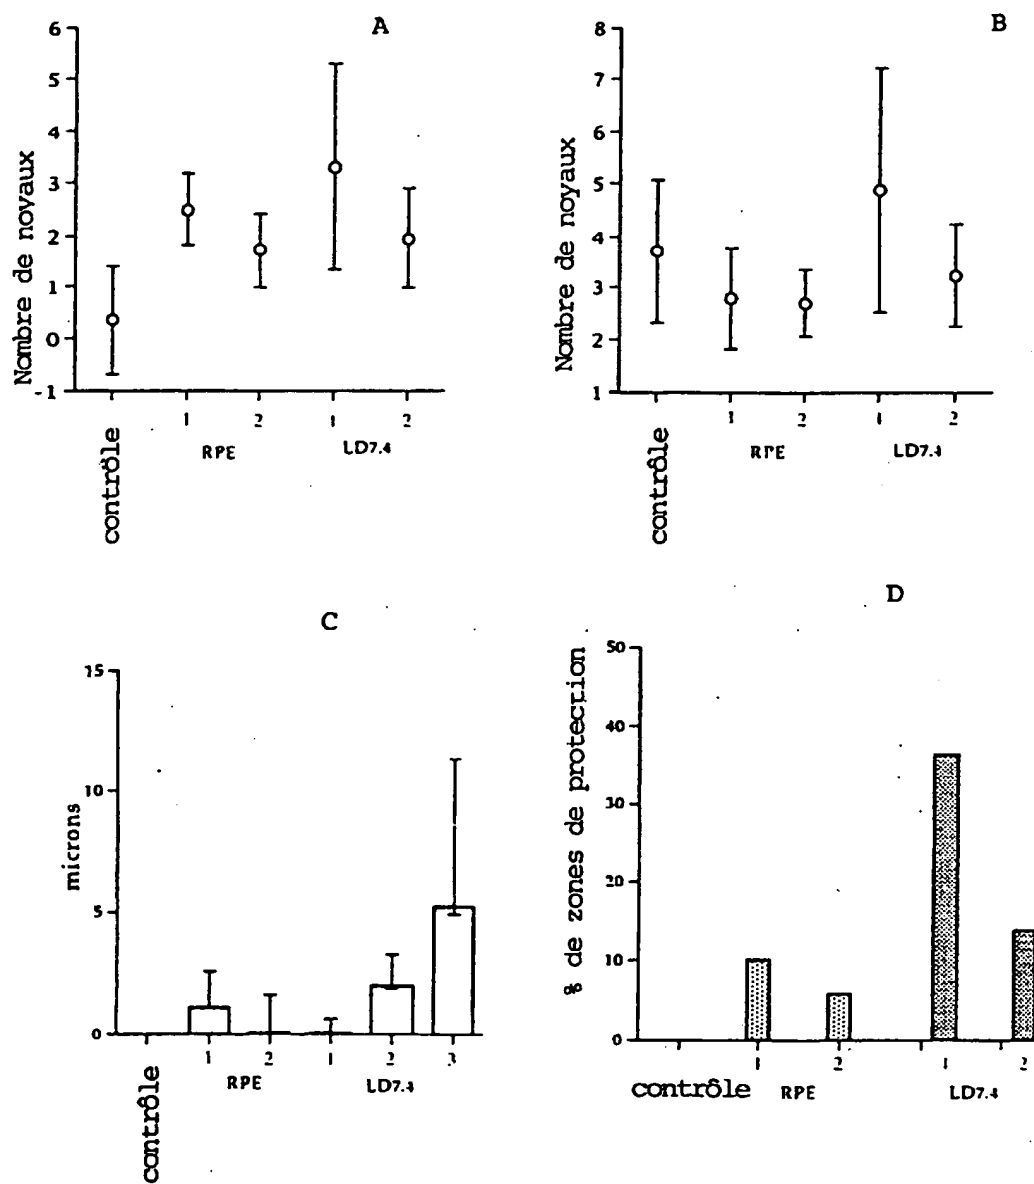 A
6
5
4
3
2
1
0
-1
Nombre de noyaux
contrôle
1 2 1 2
RPE LD7.4
B
8
7
6
5
4
3
2
1
Nombre de noyaux
contrôle
1 2 1 2
RPE LD7.4
C
15
10
5
0
microns
contrôle
1 2 1 2 3
RPE LD7.4
D
50
40
30
20
10
0
% de zones de protection
1 2 1 2
contrôle RPE LD7.4